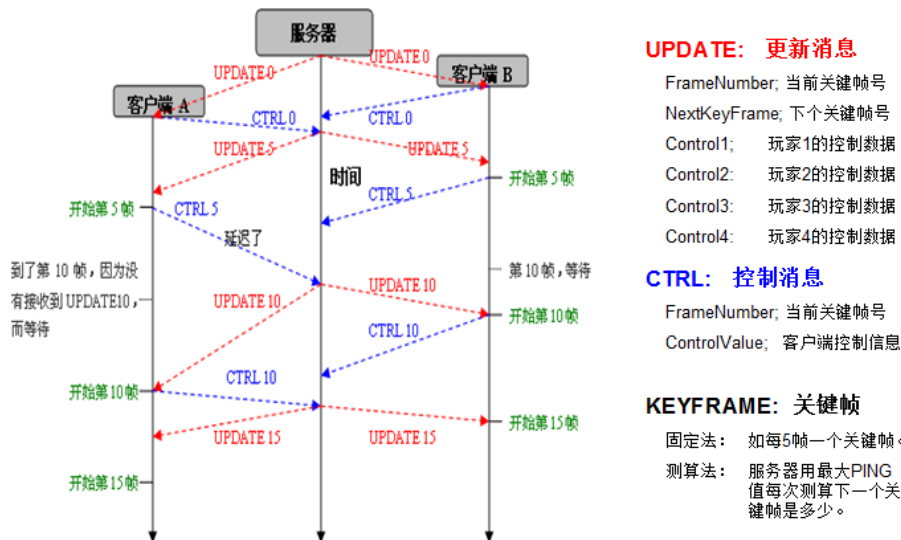 服务器
UPDATE 0
UPDATE 0
客户端 B
客户端 A
CTRL 0
CTRL 0
UPDATE 5
UPDATE 5
时间
开始第 5 帧
CTRL 5
开始第 5 帧
CTRL 5
延迟了
到了第 10 帧，因为没
有接收到 UPDATE10，
而等待
第 10 帧，等待
UPDATE 10
UPDATE 10
开始第 10 帧
CTRL 10
CTRL 10
开始第 10 帧
UPDATE 15
UPDATE 15
开始第 15 帧
开始第 15 帧
UPDATE: 更新消息
FrameNumber; 当前关键帧号
NextKeyFrame; 下个关键帧号
Control1; 玩家1的控制数据
Control2: 玩家2的控制数据
Control3: 玩家3的控制数据
Control4: 玩家4的控制数据
CTRL: 控制消息
FrameNumber; 当前关键帧号
ControlValue; 客户端控制信息
KEYFRAME: 关键帧
固定法： 如每5帧一个关键帧。
测算法： 服务器用最大PING
值每次测算下一个关
键帧是多少。